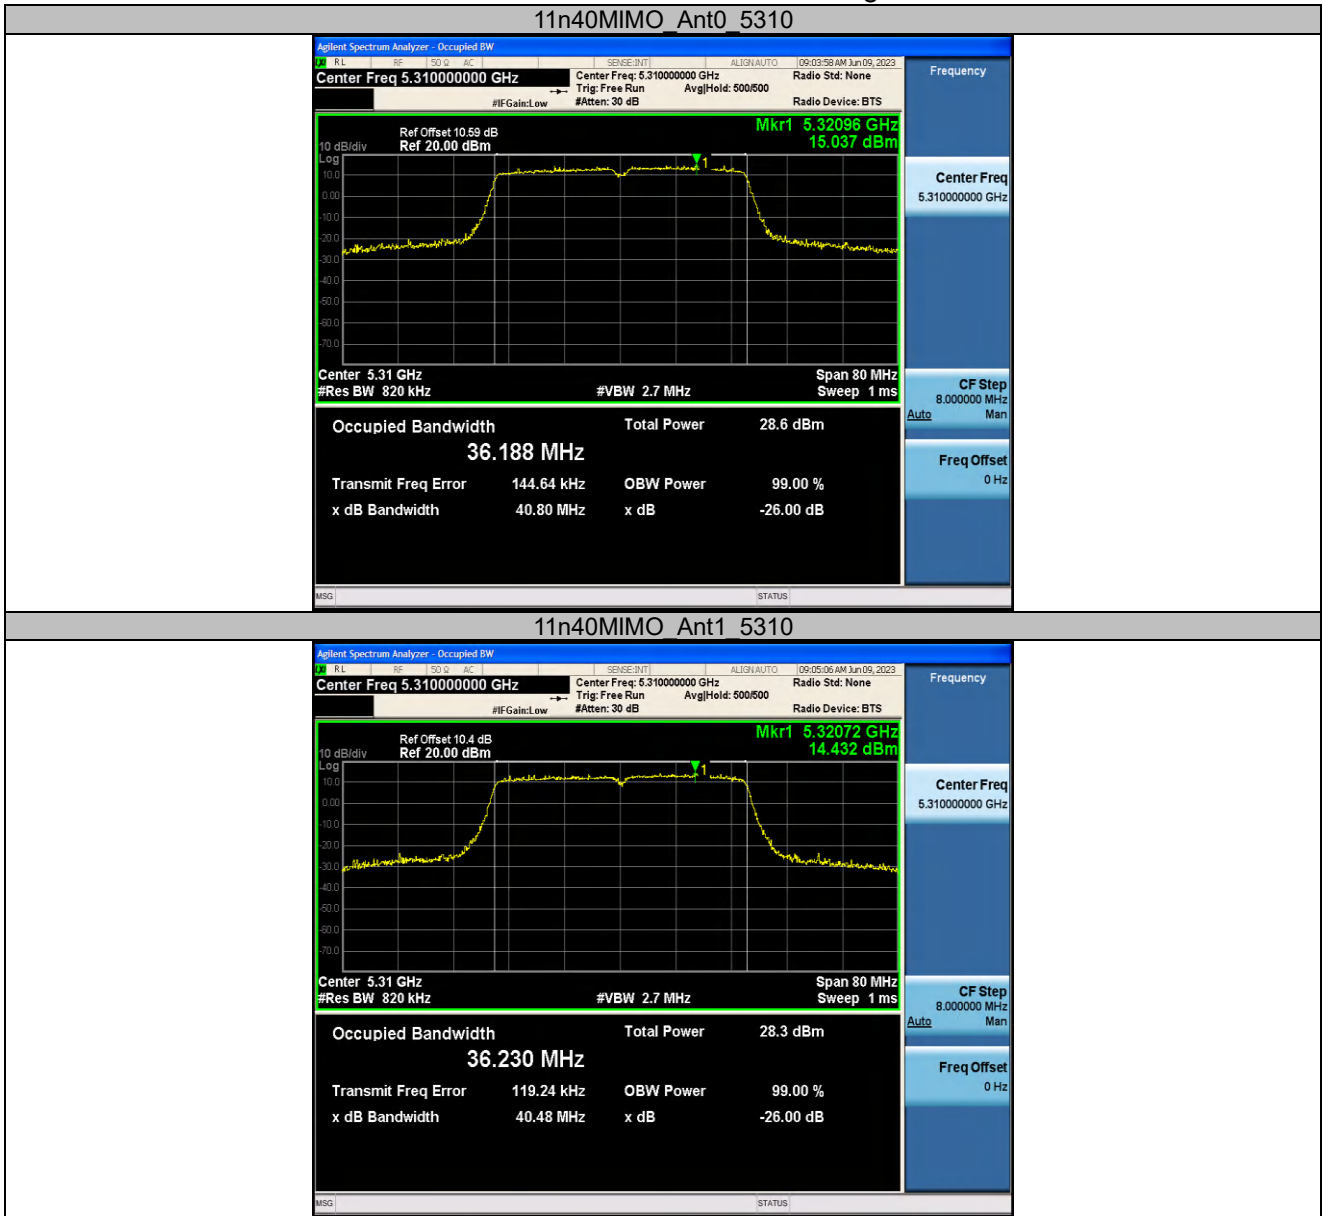 11n40MIMO_Ant0_5310
Agilent Spectrum Analyzer - Occupied BW
RL RF 50 Ω AC SENSE:INT ALIGNAUTO 09:03:58 AM Jun 09, 2023
Center Freq 5.310000000 GHz
Center Freq: 5.310000000 GHz Radio Std: None
Trig: Free Run Avg|Hold: 500/500
#IFGain:Low #Atten: 30 dB Radio Device: BTS
Frequency
Mkr1 5.32096 GHz
15.037 dBm
Ref Offset 10.59 dB
10 dB/div Ref 20.00 dBm
Log
10.0
0.00
-10.0
-20.0
-30.0
-40.0
-50.0
-60.0
-70.0
1
Center Freq
5.310000000 GHz
Center 5.31 GHz Span 80 MHz
#Res BW 820 kHz #VBW 2.7 MHz Sweep 1 ms
CF Step
8.000000 MHz
Auto Man
Occupied Bandwidth Total Power 28.6 dBm
36.188 MHz
Transmit Freq Error 144.64 kHz OBW Power 99.00 %
x dB Bandwidth 40.80 MHz x dB -26.00 dB
Freq Offset
0 Hz
MSG STATUS
11n40MIMO_Ant1_5310
Agilent Spectrum Analyzer - Occupied BW
RL RF 50 Ω AC SENSE:INT ALIGNAUTO 09:05:06 AM Jun 09, 2023
Center Freq 5.310000000 GHz
Center Freq: 5.310000000 GHz Radio Std: None
Trig: Free Run Avg|Hold: 500/500
#IFGain:Low #Atten: 30 dB Radio Device: BTS
Frequency
Mkr1 5.32072 GHz
14.432 dBm
Ref Offset 10.4 dB
10 dB/div Ref 20.00 dBm
Log
10.0
0.00
-10.0
-20.0
-30.0
-40.0
-50.0
-60.0
-70.0
1
Center Freq
5.310000000 GHz
Center 5.31 GHz Span 80 MHz
#Res BW 820 kHz #VBW 2.7 MHz Sweep 1 ms
CF Step
8.000000 MHz
Auto Man
Occupied Bandwidth Total Power 28.3 dBm
36.230 MHz
Transmit Freq Error 119.24 kHz OBW Power 99.00 %
x dB Bandwidth 40.48 MHz x dB -26.00 dB
Freq Offset
0 Hz
MSG STATUS